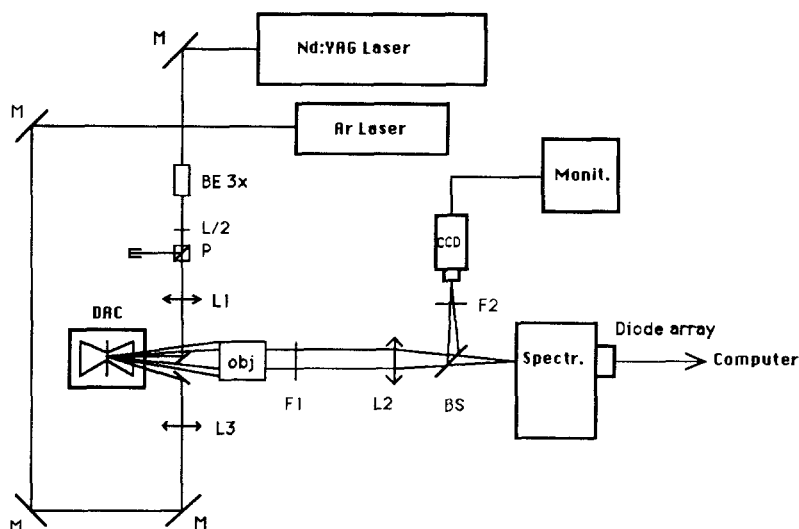 M
Nd:YAG Laser
M
Ar Laser
BE 3x
Monit.
L/2
CCD
P
L1
F2
DAC
Diode array
obj
Spectr.
Computer
F1
L2
BS
L3
M
M